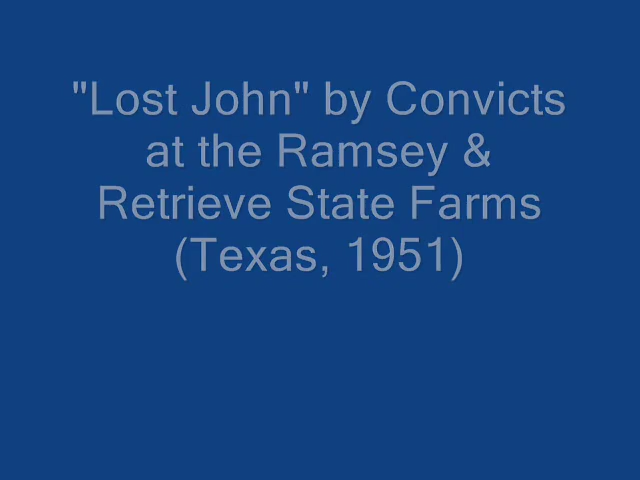 "Lost John" by Convicts
at the Ramsey &
Retrieve State Farms
(Texas, 1951)